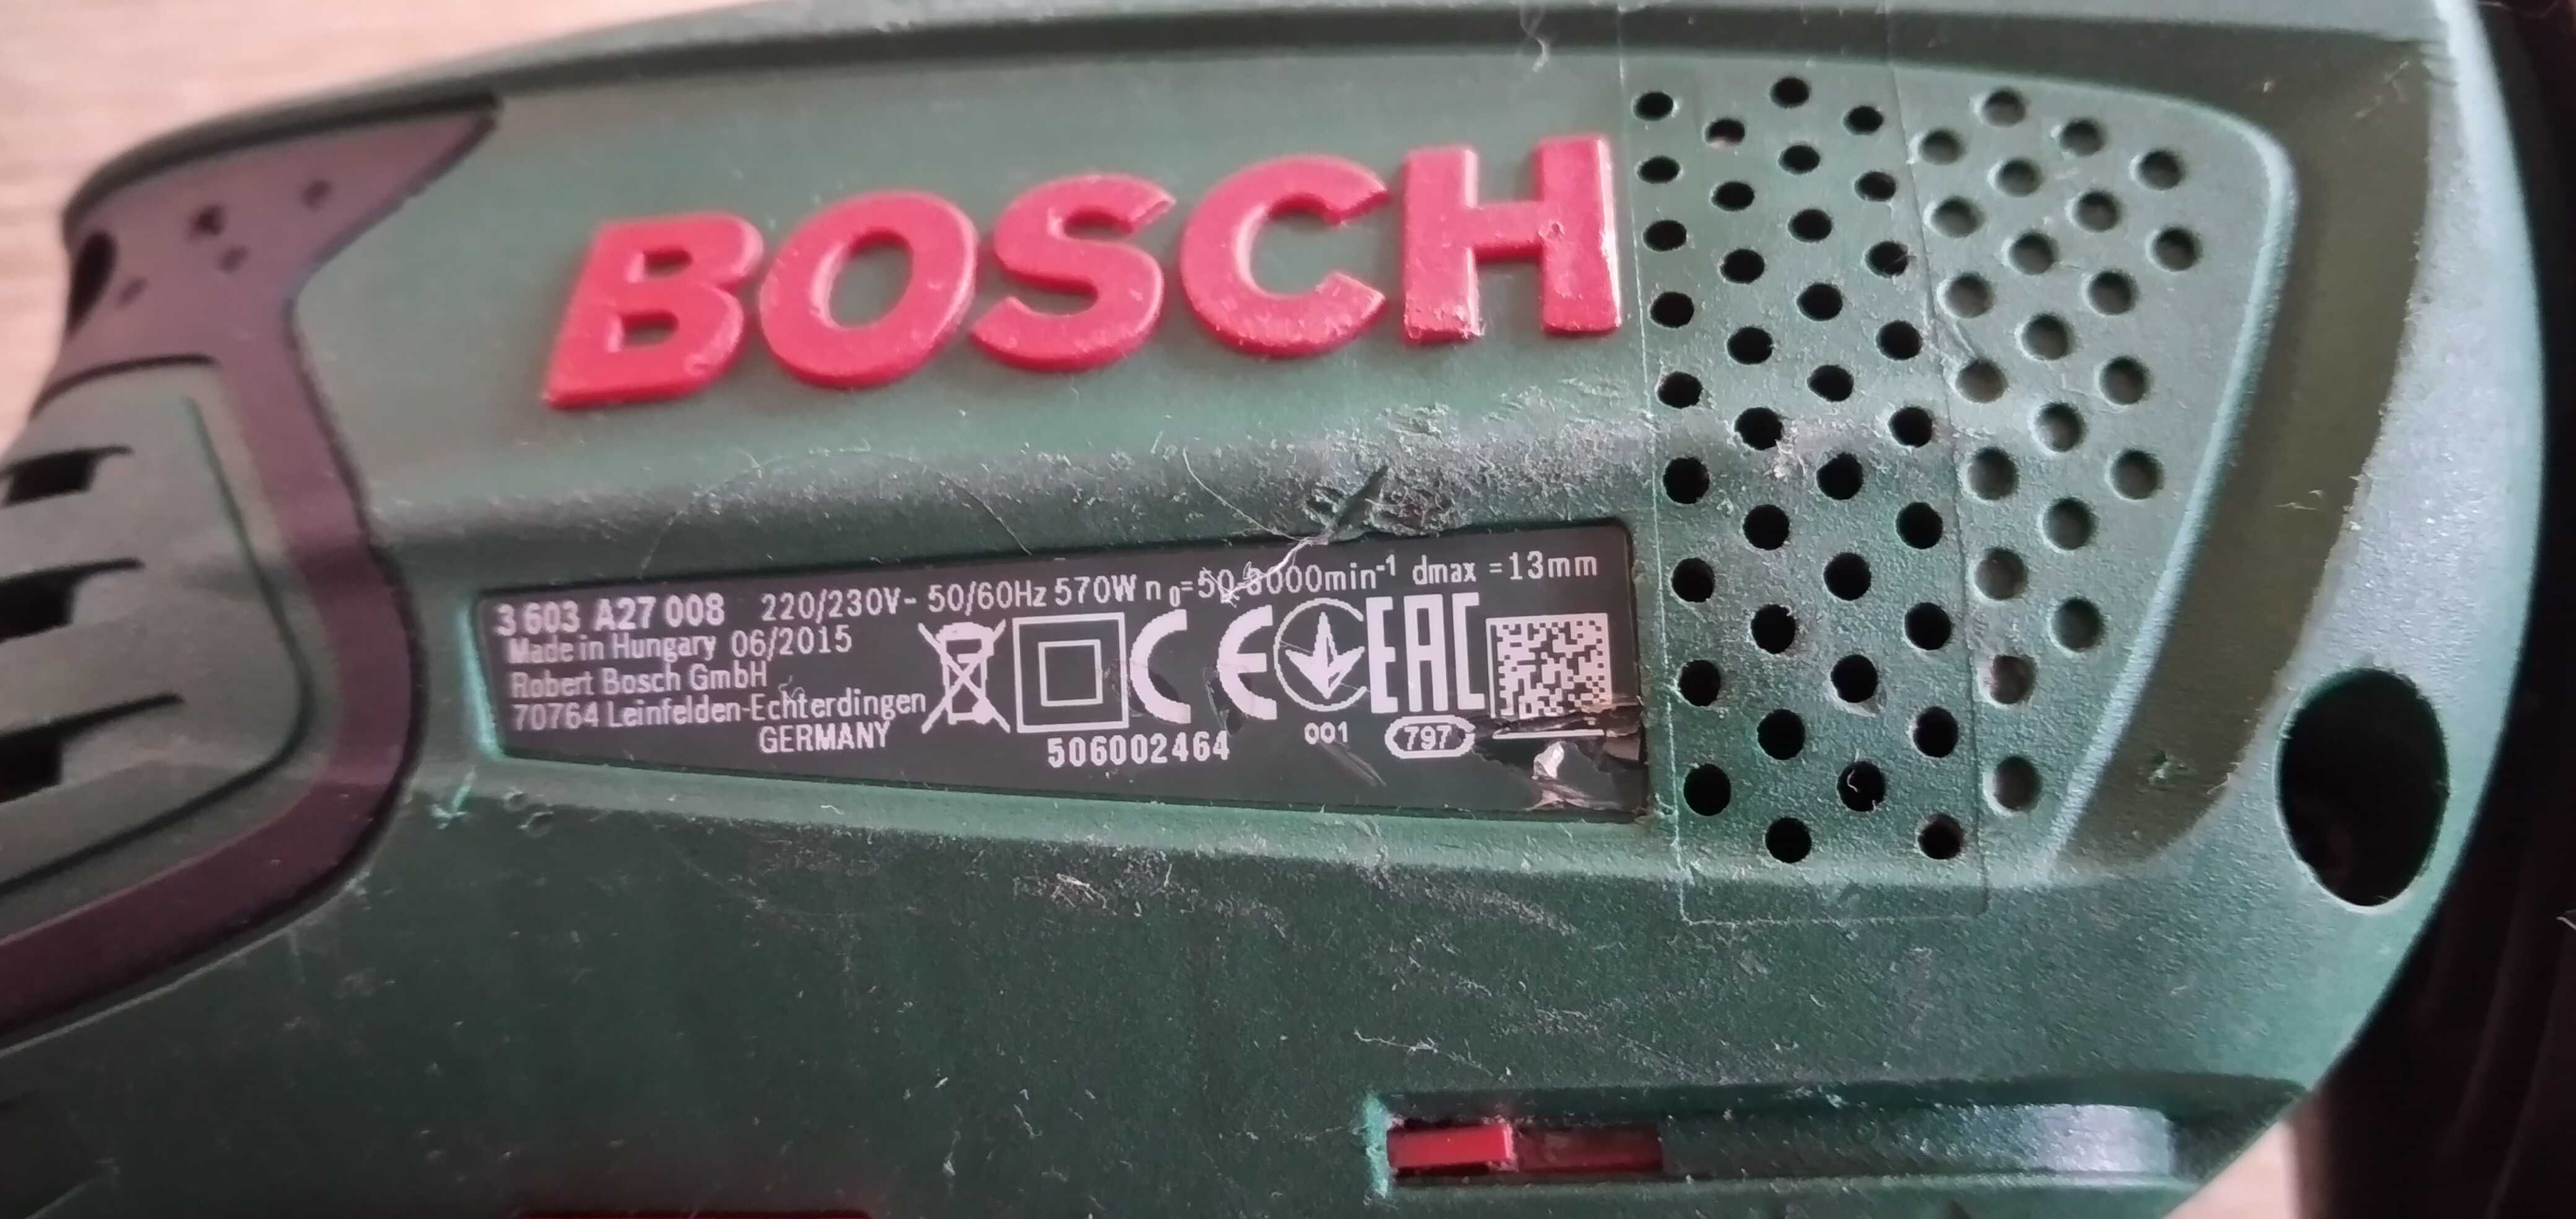 BOSCH
3 603 A27 008 220/230V~ 50/60Hz 570W n₀=50-3000min⁻¹ dmax =13mm
Made in Hungary 06/2015
Robert Bosch GmbH
70764 Leinfelden-Echterdingen
GERMANY
CE
EAC
506002464
001
797